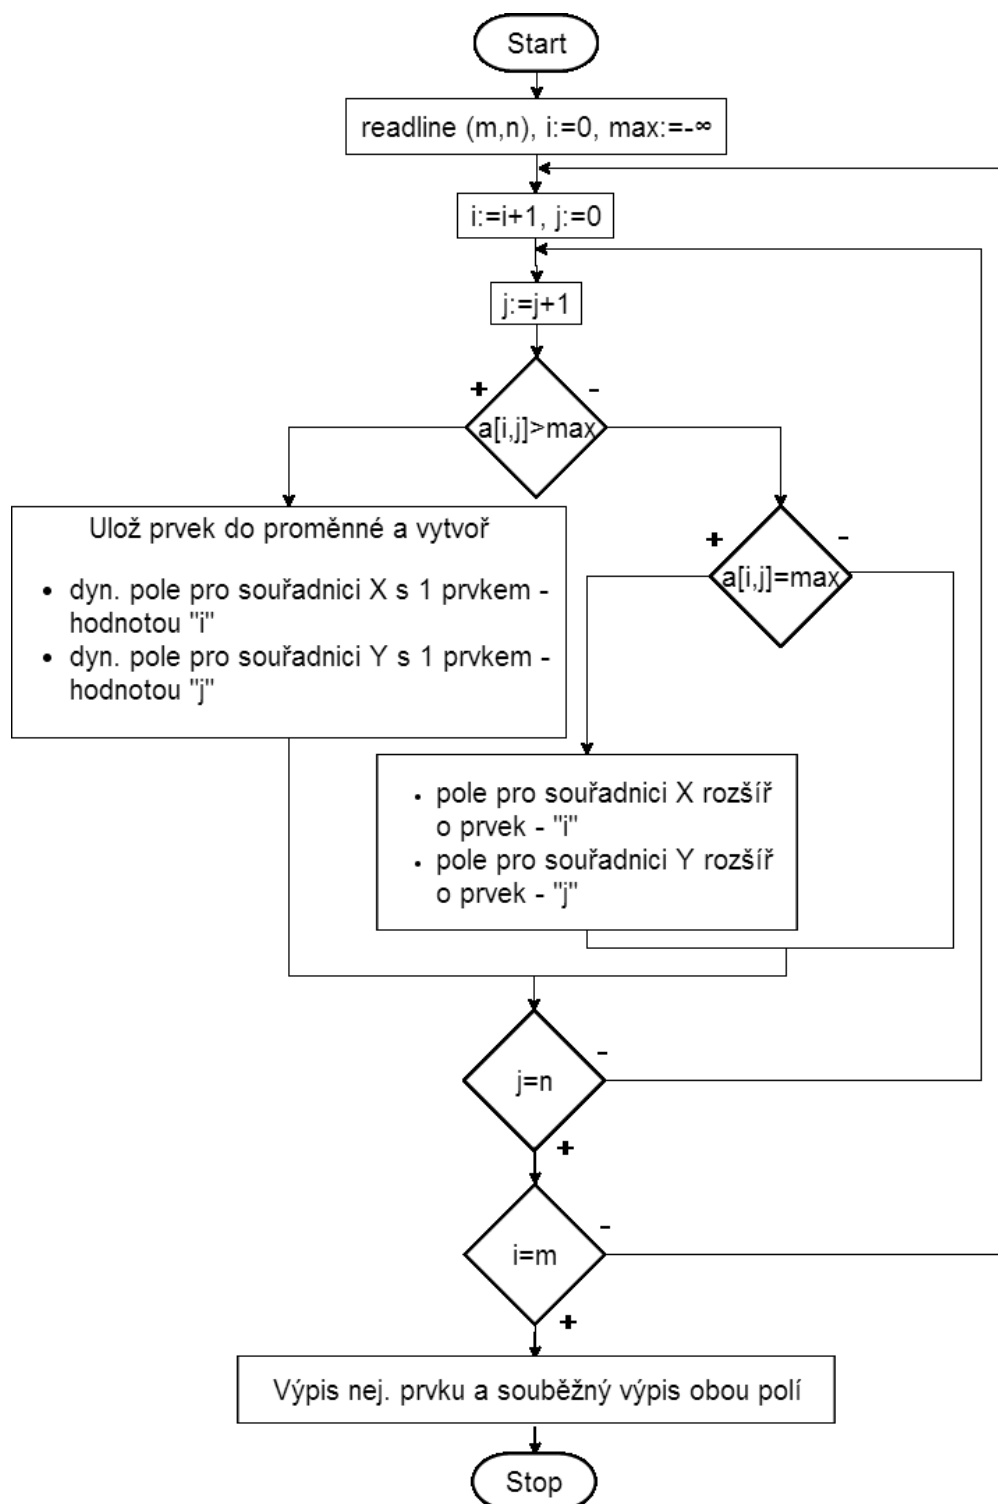 Start
readline (m,n), i:=0, max:=-∞
i:=i+1, j:=0
j:=j+1
+ -
a[i,j]>max
Ulož prvek do proměnné a vytvoř
• dyn. pole pro souřadnici X s 1 prvkem -
hodnotou "i"
• dyn. pole pro souřadnici Y s 1 prvkem -
hodnotou "j"
+ -
a[i,j]=max
• pole pro souřadnici X rozšíř
o prvek - "i"
• pole pro souřadnici Y rozšíř
o prvek - "j"
-
j=n
+
-
i=m
+
Výpis nej. prvku a souběžný výpis obou polí
Stop